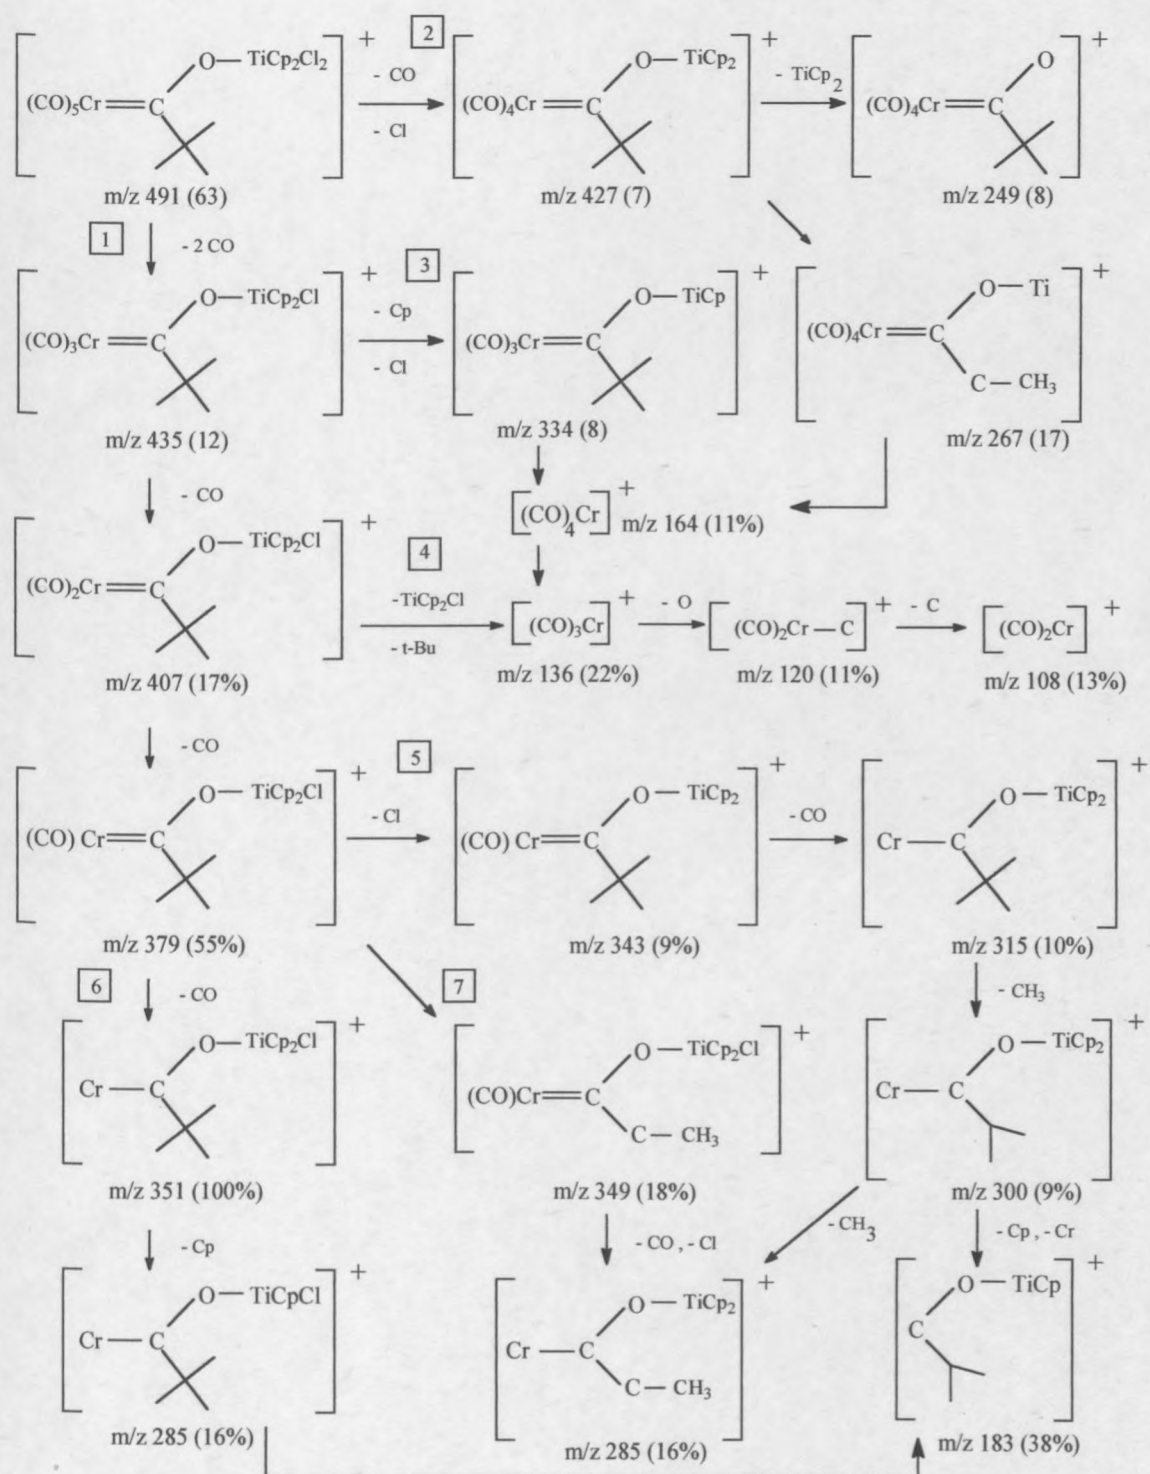 + 2 + +
O—TiCp2Cl2 - CO O—TiCp2 - TiCp2 O
(CO)5Cr=C - Cl (CO)4Cr=C (CO)4Cr=C
m/z 491 (63) m/z 427 (7) m/z 249 (8)
1 - 2 CO
+ 3 + +
O—TiCp2Cl - Cp O—TiCp O—Ti
(CO)3Cr=C - Cl (CO)3Cr=C (CO)4Cr=C
C—CH3
m/z 435 (12) m/z 334 (8) m/z 267 (17)
- CO
+ [(CO)4Cr]+ m/z 164 (11%)
O—TiCp2Cl 4
(CO)2Cr=C -TiCp2Cl [(CO)3Cr]+ - O [(CO)2Cr—C]+ - C [(CO)2Cr]+
- t-Bu
m/z 407 (17%) m/z 136 (22%) m/z 120 (11%) m/z 108 (13%)
- CO
+ 5 + +
O—TiCp2Cl - Cl O—TiCp2 - CO O—TiCp2
(CO) Cr=C (CO) Cr=C Cr—C
m/z 379 (55%) m/z 343 (9%) m/z 315 (10%)
6 - CO 7 - CH3
+ + +
O—TiCp2Cl O—TiCp2Cl O—TiCp2
Cr—C (CO)Cr=C Cr—C
C—CH3
m/z 351 (100%) m/z 349 (18%) m/z 300 (9%)
- Cp - CO , - Cl - CH3 - Cp , - Cr
+ + +
O—TiCpCl O—TiCp2 O—TiCp
Cr—C Cr—C C
C—CH3
m/z 285 (16%) m/z 285 (16%) m/z 183 (38%)